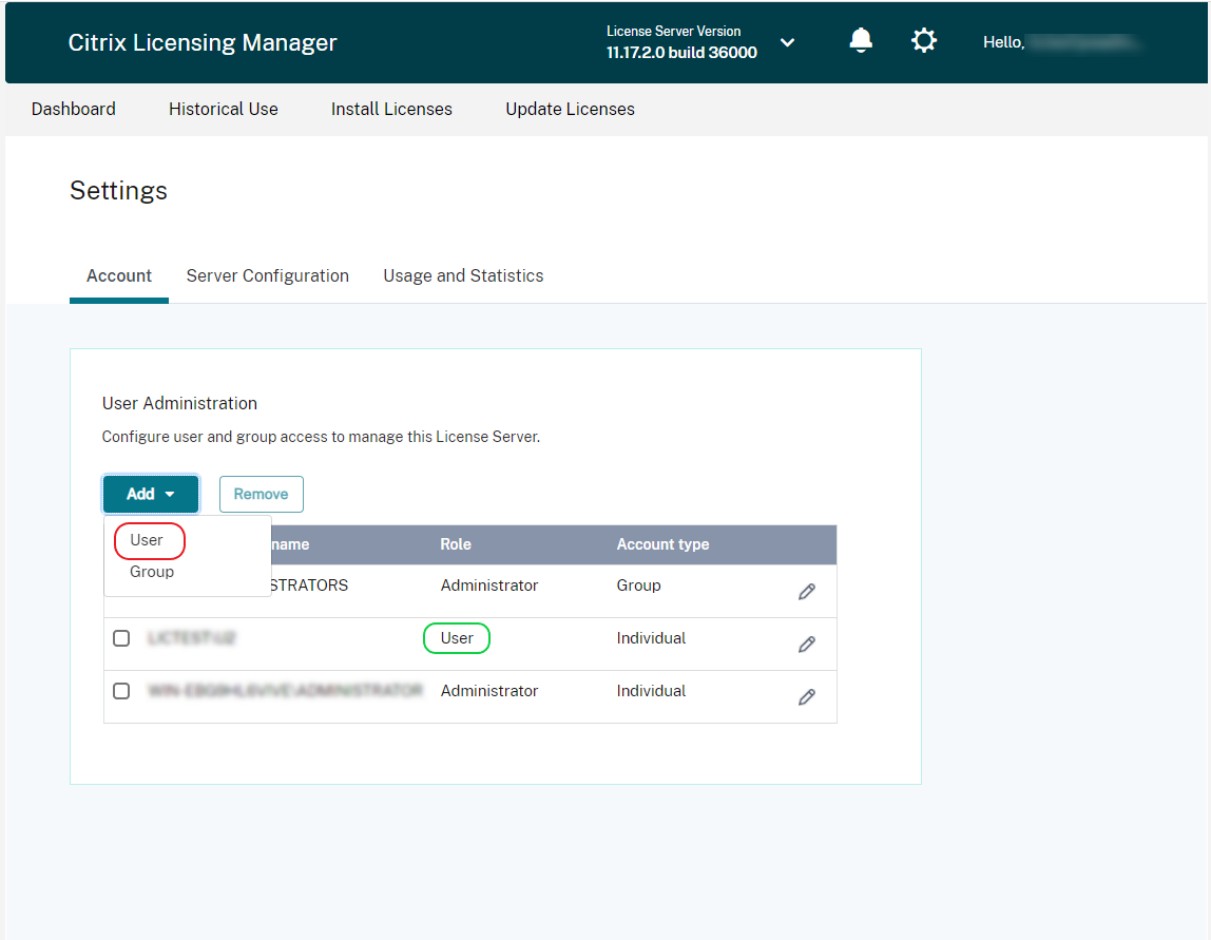 Citrix Licensing Manager
License Server Version
11.17.2.0 build 36000
Hello,
Dashboard Historical Use Install Licenses Update Licenses
Settings
Account Server Configuration Usage and Statistics
User Administration
Configure user and group access to manage this License Server.
Add Remove
User
Group
name Role Account type
STRATORS Administrator Group
User Individual
Administrator Individual